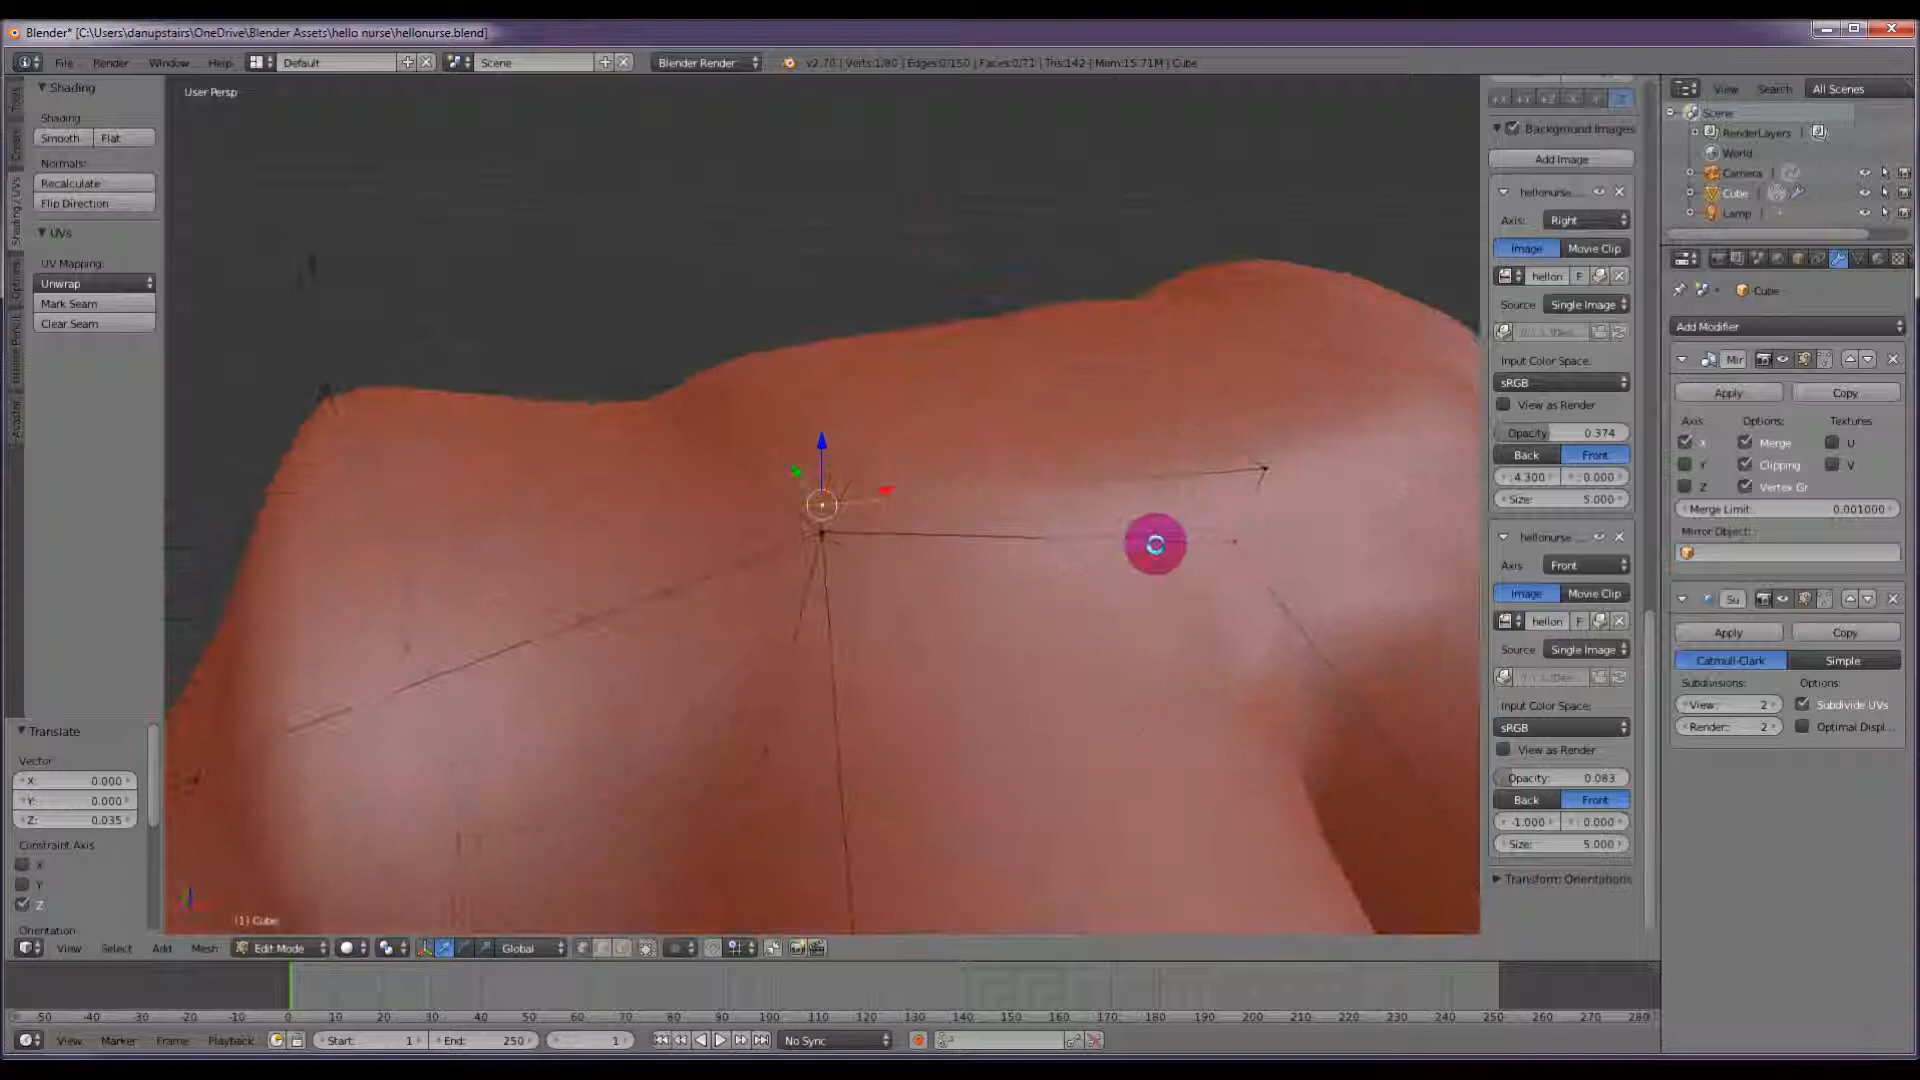 Blender* [C:\Users\danupstairs\OneDrive\Blender Assets\hello nurse\hellonurse.blend]
File Render Window Help Default Scene Blender Render v2.70 | Verts:1/80 | Edges:0/150 | Faces:0/71 | Tris:142 | Mem:15.71M | Cube
Shading
Shading:
Smooth Flat
Normals:
Recalculate
Flip Direction
UVs
UV Mapping:
Unwrap
Mark Seam
Clear Seam
Tools
Create
Shading / UVs
Options
Grease Pencil
Translate
Vector
X: 0.000
Y: 0.000
Z: 0.035
Constraint Axis
X
Y
Z
Orientation
User Persp
(1) Cube
View Select Add Mesh Edit Mode Global
Background Images
Add Image
hellonurse...
Axis: Right
Image Movie Clip
hellon F
Source Single Image
Input Color Space:
sRGB
View as Render
Opacity 0.374
Back Front
4.300 0.000
Size: 5.000
hellonurse...
Axis Front
Image Movie Clip
hellon F
Source Single Image
Input Color Space:
sRGB
View as Render
Opacity: 0.083
Back Front
-1.000 : 0.000
Size: 5.000
Transform Orientations
View Search All Scenes
Scene
RenderLayers
World
Camera
Cube
Lamp
Cube
Add Modifier
Mir
Apply Copy
Axis: Options: Textures
X Merge U
Y Clipping V
Z Vertex Gr
Merge Limit: 0.001000
Mirror Object:
Su
Apply Copy
Catmull-Clark Simple
Subdivisions: Options:
View: 2 Subdivide UVs
Render: 2 Optimal Displ...
-50 -40 -30 -20 -10 0 10 20 30 40 50 60 70 80 90 100 110 120 130 140 150 160 170 180 190 200 210 220 230 240 250 260 270 280
View Marker Frame Playback Start: 1 End: 250 1 No Sync